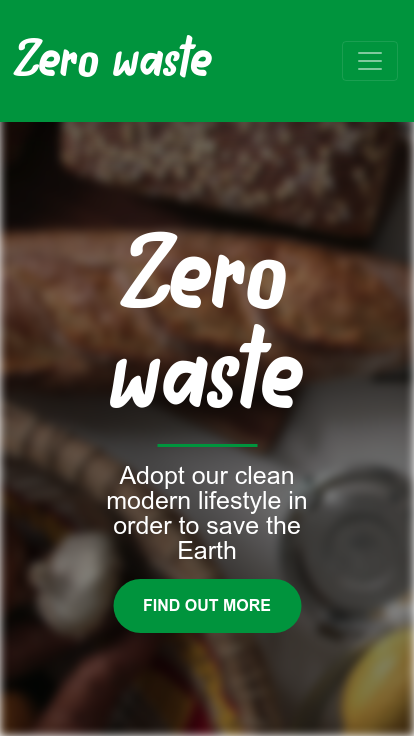 Zero waste
Zero
waste
Adopt our clean
modern lifestyle in
order to save the
Earth
FIND OUT MORE